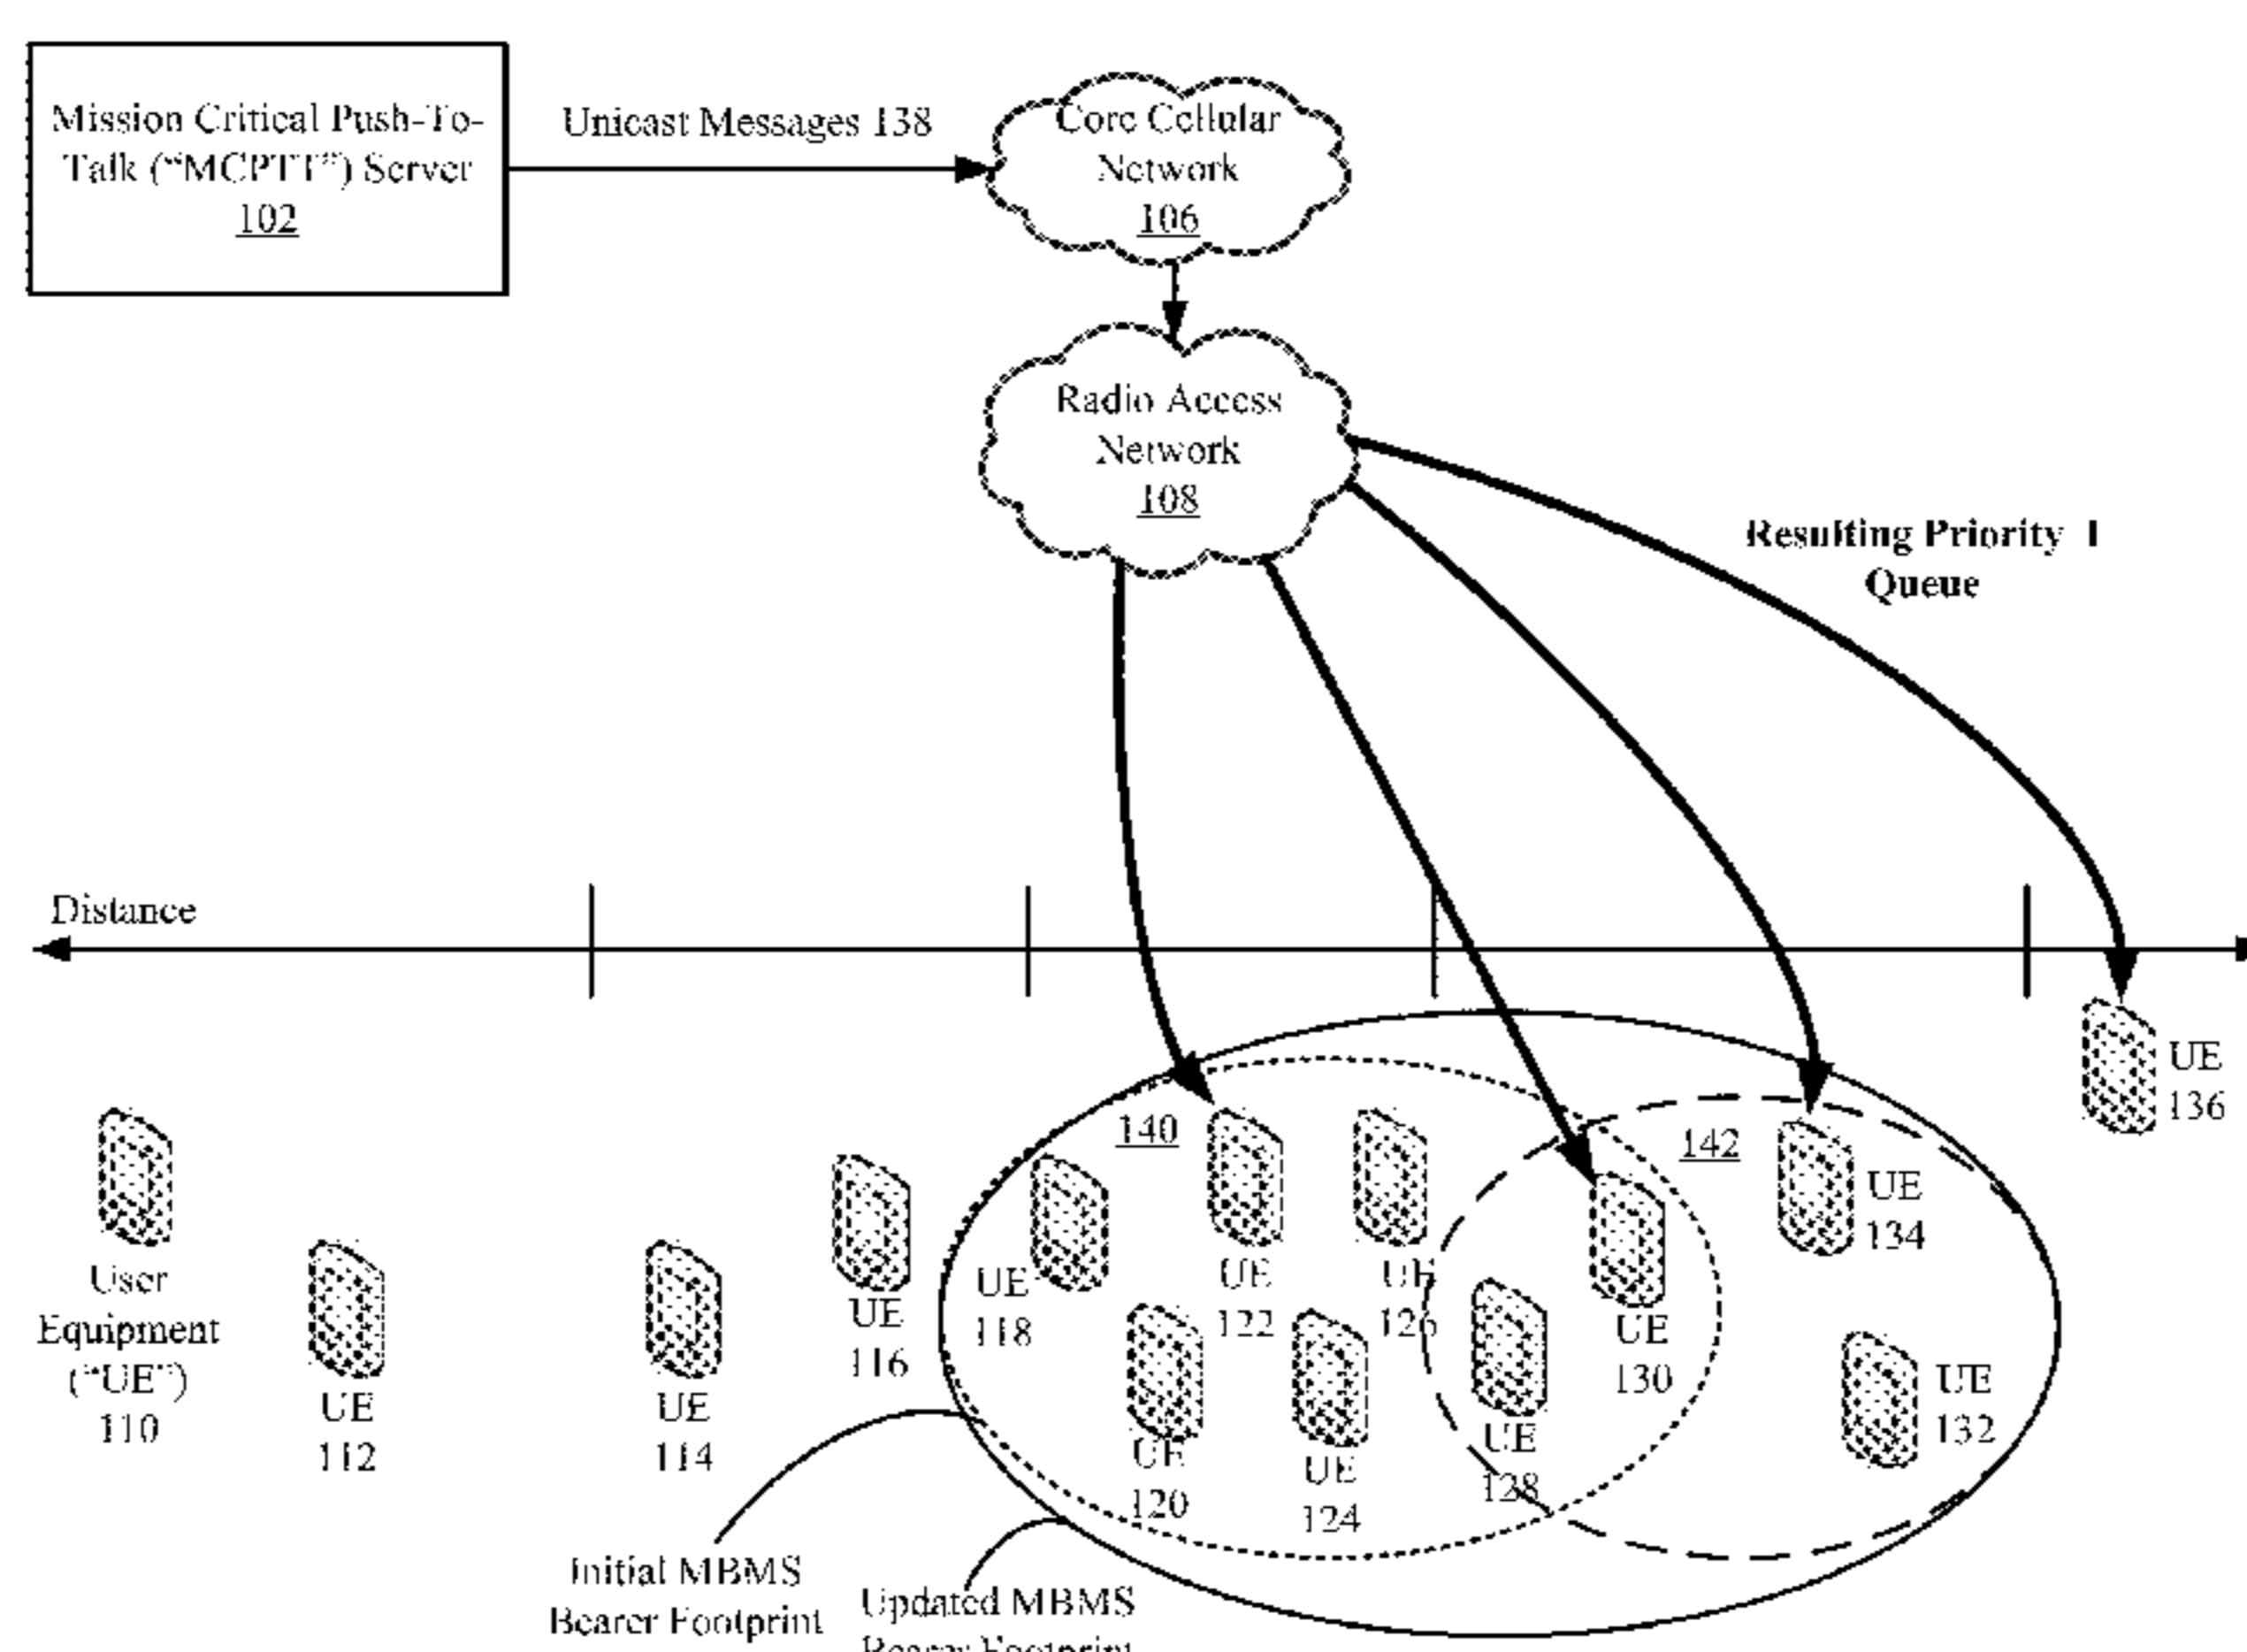 Mission Critical Push-To-
Talk (“MCPTT”) Server
102
Unicast Messages 138
Core Cellular
Network
106
Radio Access
Network
108
Resulting Priority 1
Queue
Distance
UE
136
140
142
UE
134
User
Equipment
(“UE”)
110
UE
112
UE
114
UE
116
UE
118
UE
122
UE
126
UE
130
UE
120
UE
124
UE
128
UE
132
Initial MBMS
Bearer Footprint
Updated MBMS
Bearer Footprint